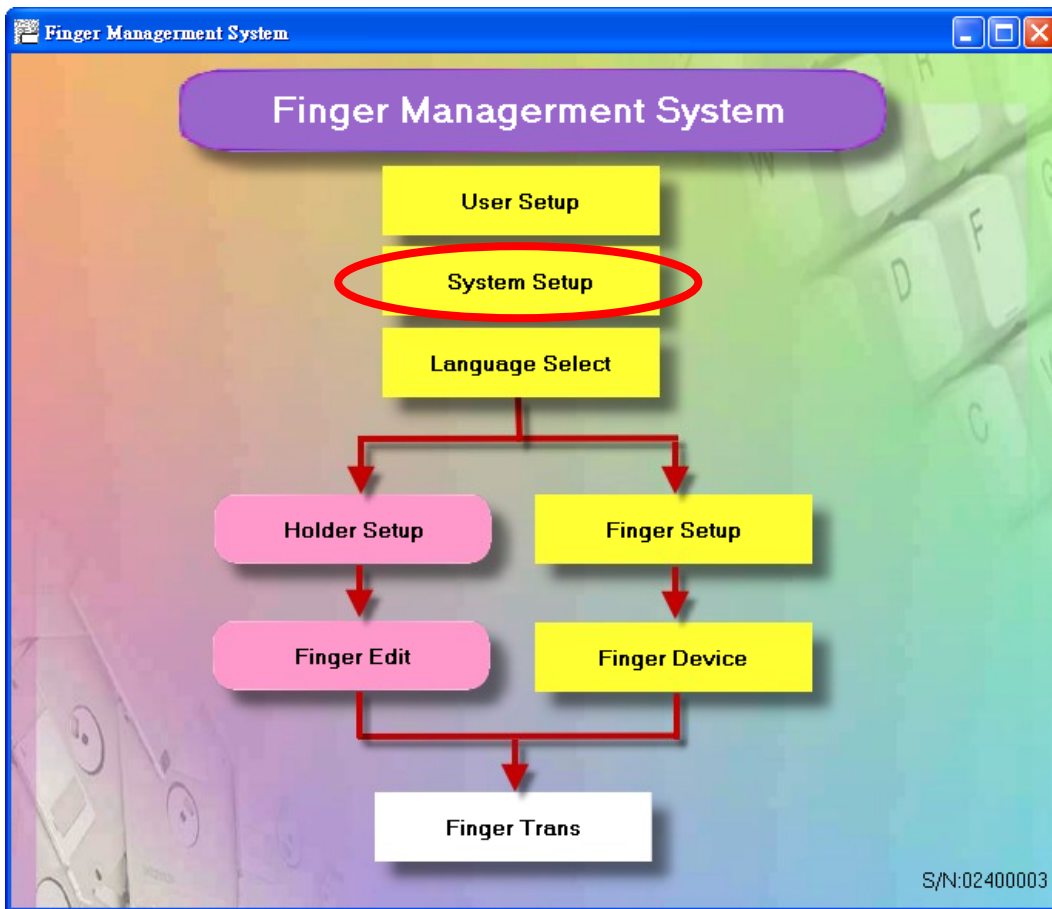 Finger Managerment System
Finger Managerment System
User Setup
System Setup
Language Select
Holder Setup
Finger Setup
Finger Edit
Finger Device
Finger Trans
S/N:02400003